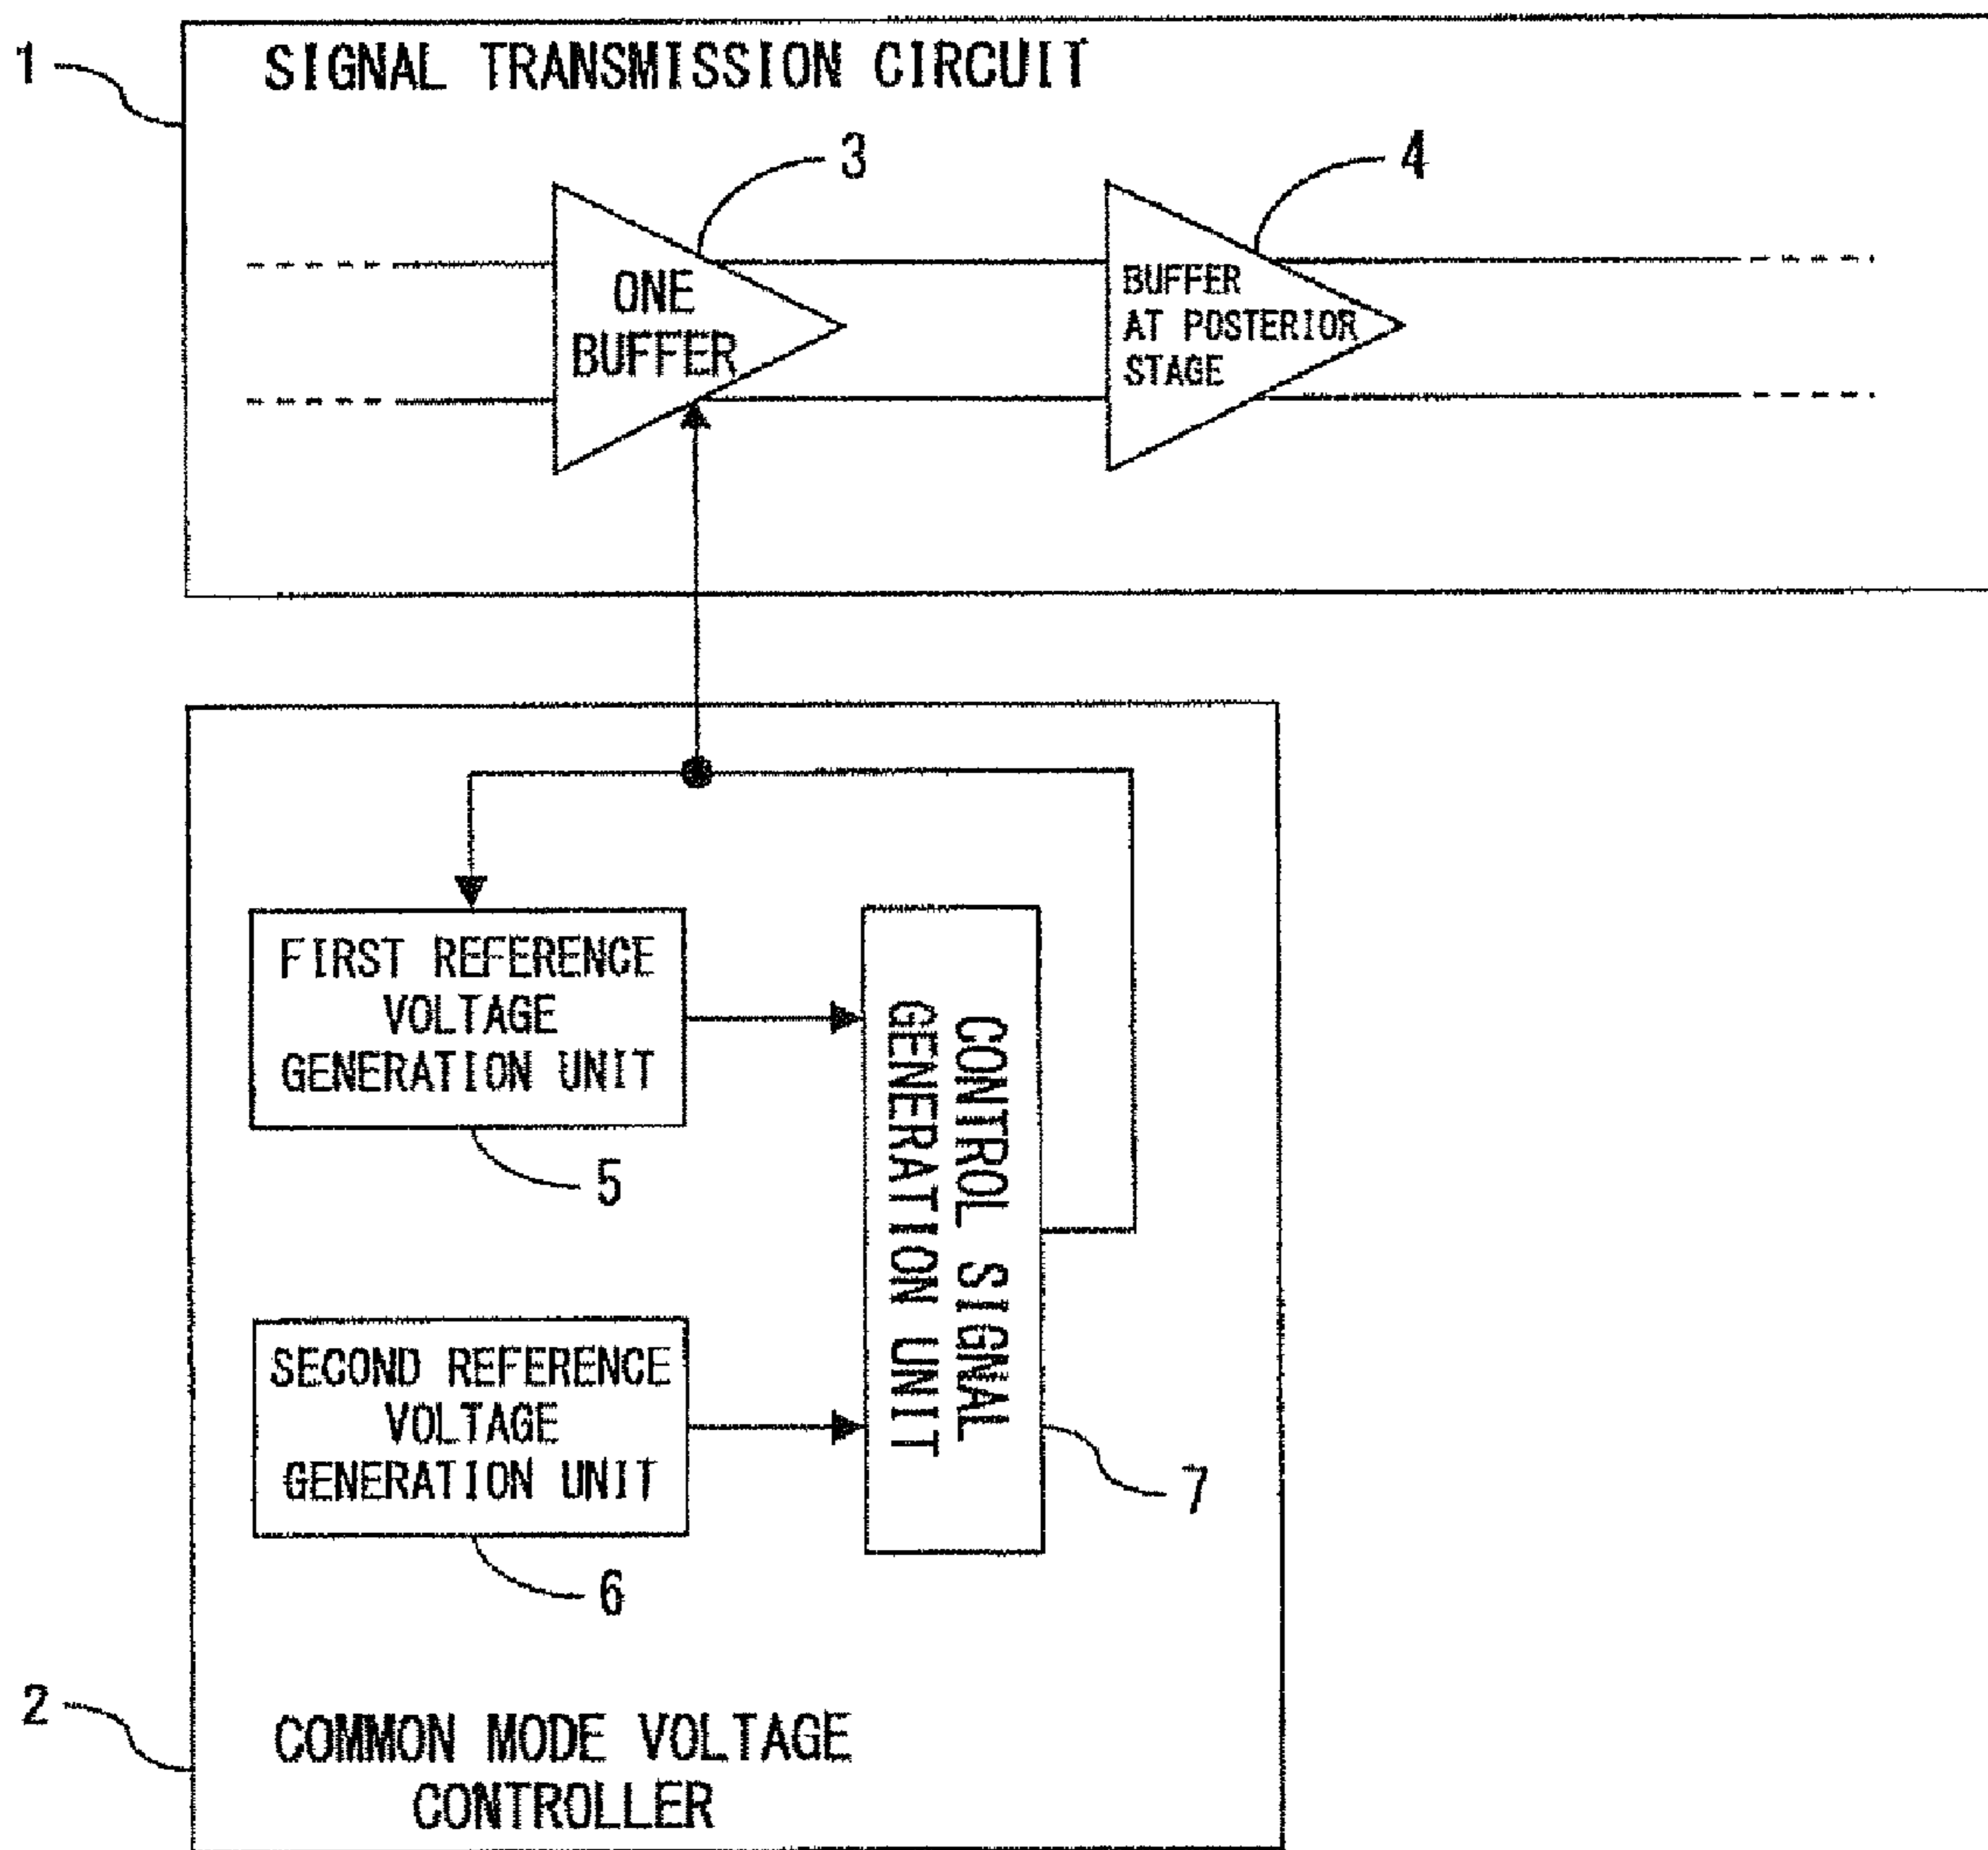 1
SIGNAL TRANSMISSION CIRCUIT
3
4
ONE
BUFFER
BUFFER
AT POSTERIOR
STAGE
FIRST REFERENCE
VOLTAGE
GENERATION UNIT
5
CONTROL SIGNAL
GENERATION UNIT
SECOND REFERENCE
VOLTAGE
GENERATION UNIT
6
7
2
COMMON MODE VOLTAGE
CONTROLLER